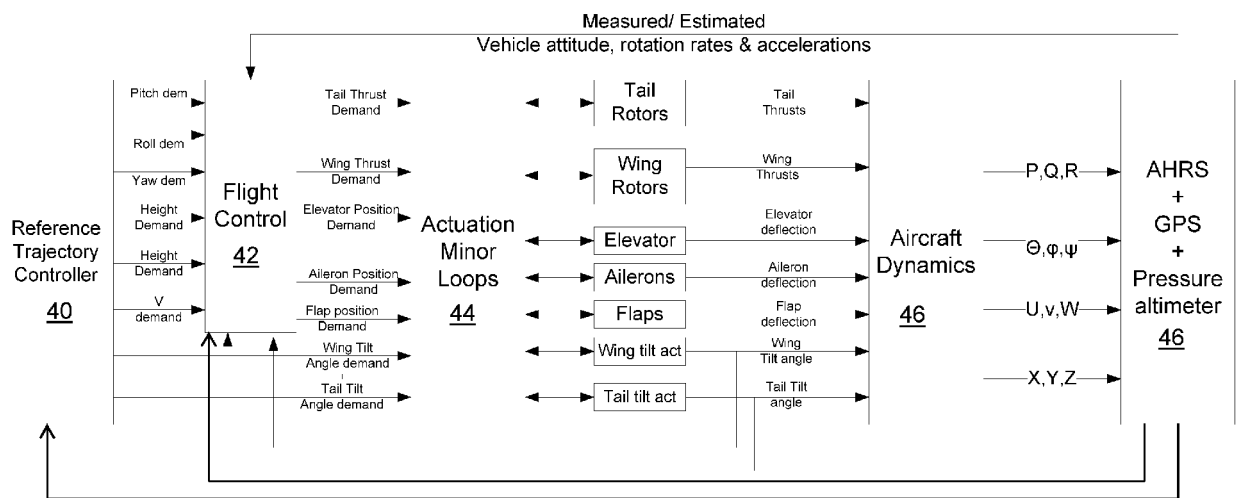 Measured/ Estimated
Vehicle attitude, rotation rates & accelerations
Pitch dem
Roll dem
Yaw dem
Height
Demand
Height
Demand
V
demand
Reference
Trajectory
Controller
40
Flight
Control
42
Tail Thrust
Demand
Wing Thrust
Demand
Elevator Position
Demand
Aileron Position
Demand
Flap position
Demand
Wing Tilt
Angle demand
Tail Tilt
Angle demand
Actuation
Minor
Loops
44
Tail
Rotors
Wing
Rotors
Elevator
Ailerons
Flaps
Wing tilt act
Tail tilt act
Tail
Thrusts
Wing
Thrusts
Elevator
deflection
Aileron
deflection
Flap
deflection
Wing
Tilt angle
Tail Tilt
angle
Aircraft
Dynamics
46
P,Q,R
Θ,φ,ψ
U,v,W
X,Y,Z
AHRS
+
GPS
+
Pressure
altimeter
46